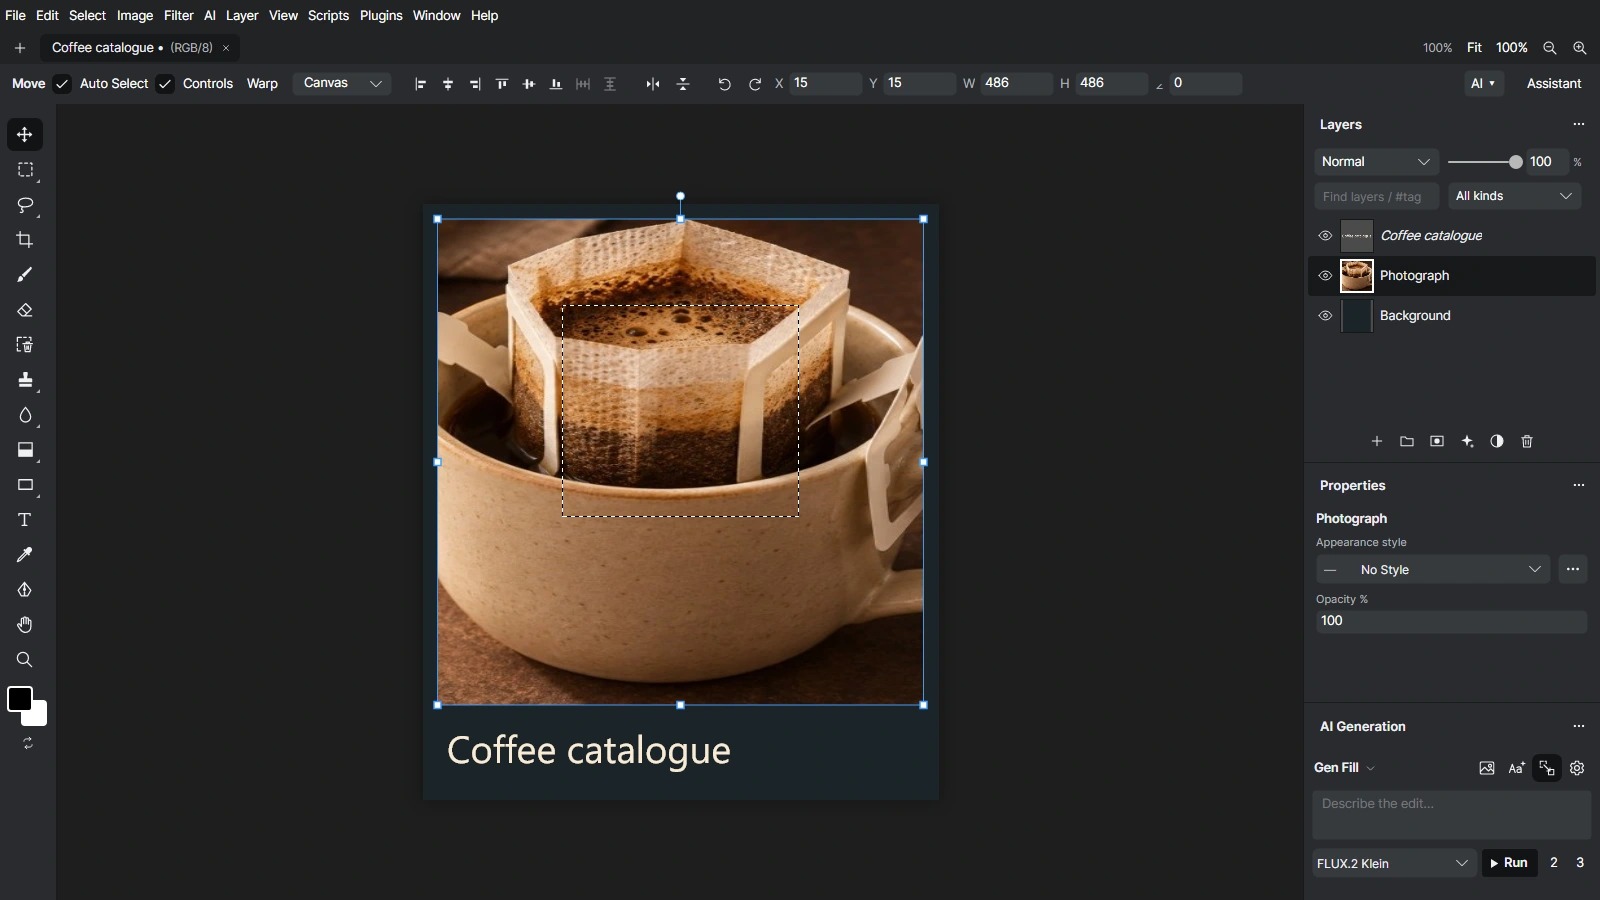 File Edit Select Image Filter AI Layer View Scripts Plugins Window Help
Coffee catalogue • (RGB/8) × 100% Fit 100%
Move Auto Select Controls Warp Canvas X 15 Y 15 W 486 H 486 0 AI Assistant
Layers
Normal 100 %
Find layers / #tag All kinds
Coffee catalogue
Photograph
Background
Properties
Photograph
Appearance style
No Style
Opacity %
100
Coffee catalogue
AI Generation
Gen Fill Aa+
Describe the edit...
FLUX.2 Klein Run 2 3